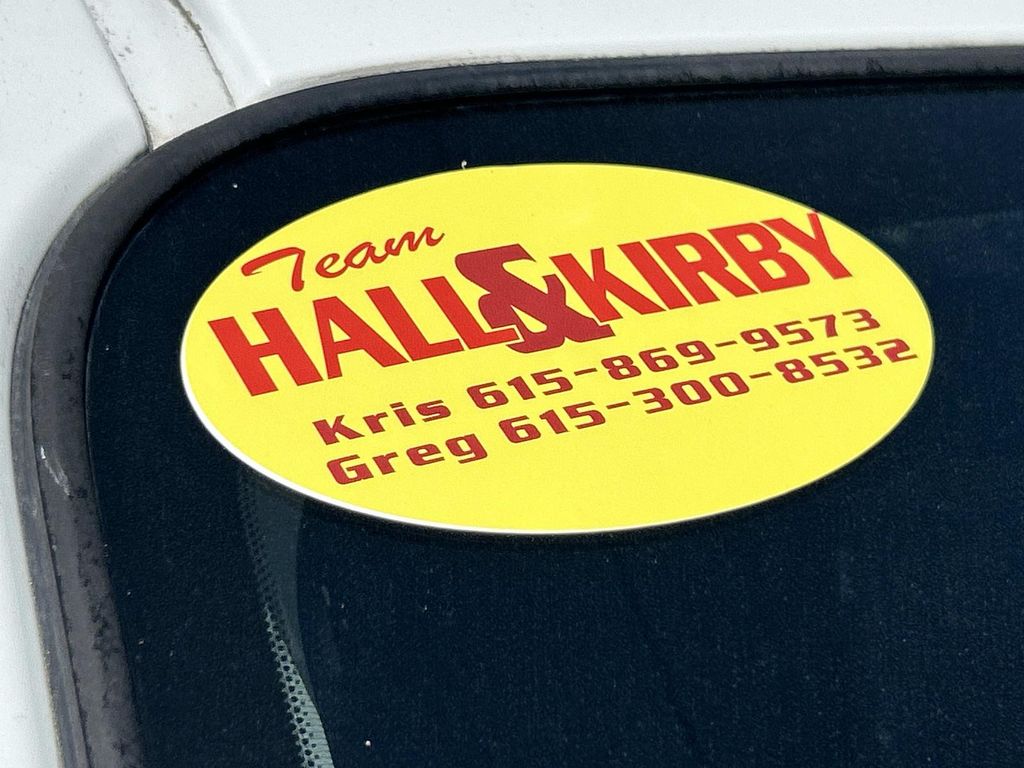 Team
HALL&KIRBY
Kris 615-869-9573
Greg 615-300-8532